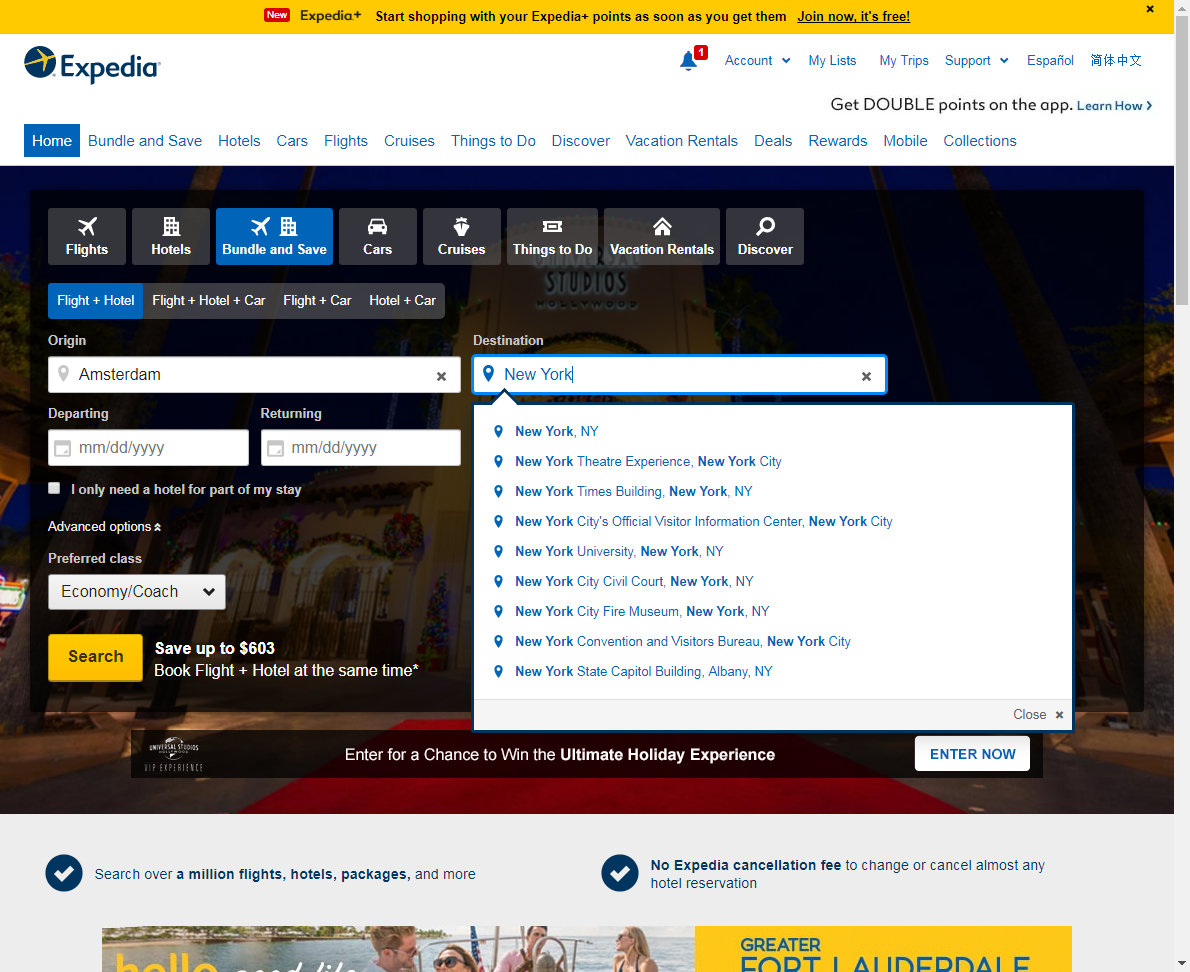 New Expedia+ Start shopping with your Expedia+ points as soon as you get them Join now, it's free!
Expedia
1 Account My Lists My Trips Support Español 简体中文
Get DOUBLE points on the app. Learn How
Home Bundle and Save Hotels Cars Flights Cruises Things to Do Discover Vacation Rentals Deals Rewards Mobile Collections
Flights Hotels Bundle and Save Cars Cruises Things to Do Vacation Rentals Discover
UNIVERSAL
STUDIOS
HOLLYWOOD
Flight + Hotel Flight + Hotel + Car Flight + Car Hotel + Car
Origin Destination
Amsterdam New York
Departing Returning
mm/dd/yyyy mm/dd/yyyy
I only need a hotel for part of my stay
Advanced options
Preferred class
Economy/Coach
Search
Save up to $603
Book Flight + Hotel at the same time*
New York, NY
New York Theatre Experience, New York City
New York Times Building, New York, NY
New York City's Official Visitor Information Center, New York City
New York University, New York, NY
New York City Civil Court, New York, NY
New York City Fire Museum, New York, NY
New York Convention and Visitors Bureau, New York City
New York State Capitol Building, Albany, NY
Close
UNIVERSAL STUDIOS
HOLLYWOOD
VIP EXPERIENCE
Enter for a Chance to Win the Ultimate Holiday Experience
ENTER NOW
Search over a million flights, hotels, packages, and more
No Expedia cancellation fee to change or cancel almost any
hotel reservation
hello good life
GREATER
FORT LAUDERDALE